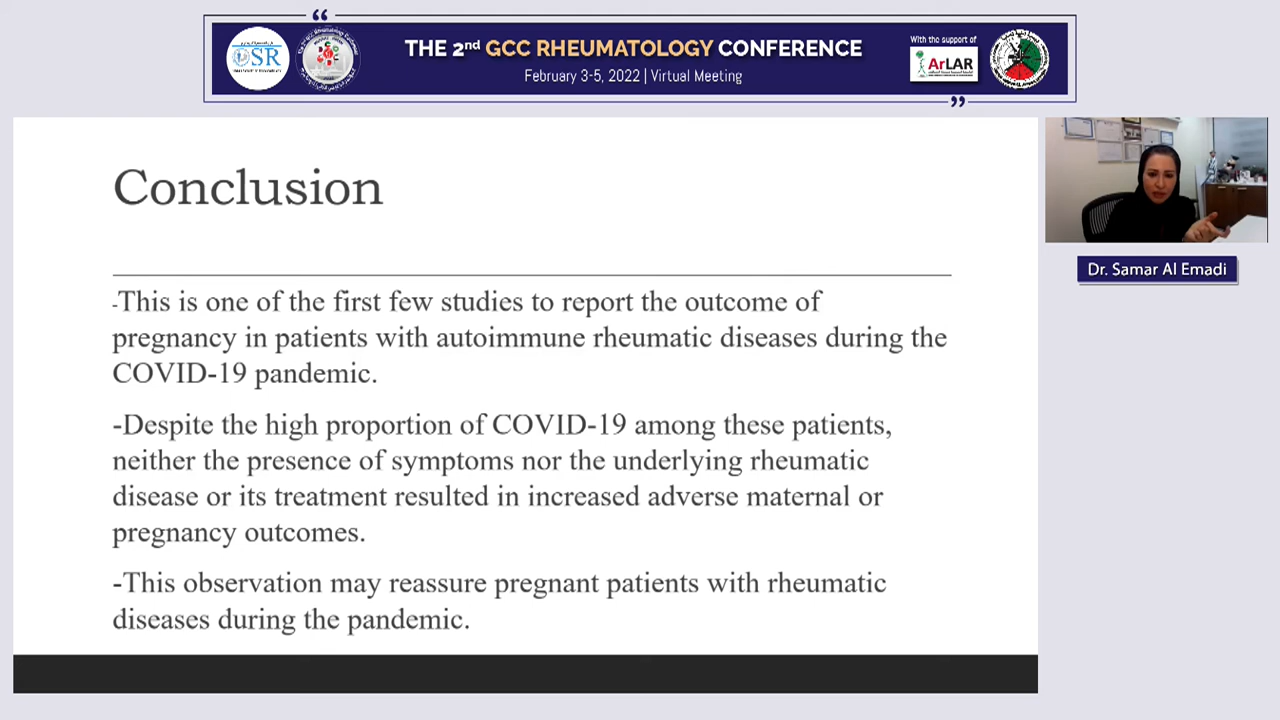 “
THE 2nd GCC RHEUMATOLOGY CONFERENCE
February 3-5, 2022 | Virtual Meeting
With the support of
OSR
ArLAR
”
Conclusion
-This is one of the first few studies to report the outcome of
pregnancy in patients with autoimmune rheumatic diseases during the
COVID-19 pandemic.
-Despite the high proportion of COVID-19 among these patients,
neither the presence of symptoms nor the underlying rheumatic
disease or its treatment resulted in increased adverse maternal or
pregnancy outcomes.
-This observation may reassure pregnant patients with rheumatic
diseases during the pandemic.
Dr. Samar Al Emadi